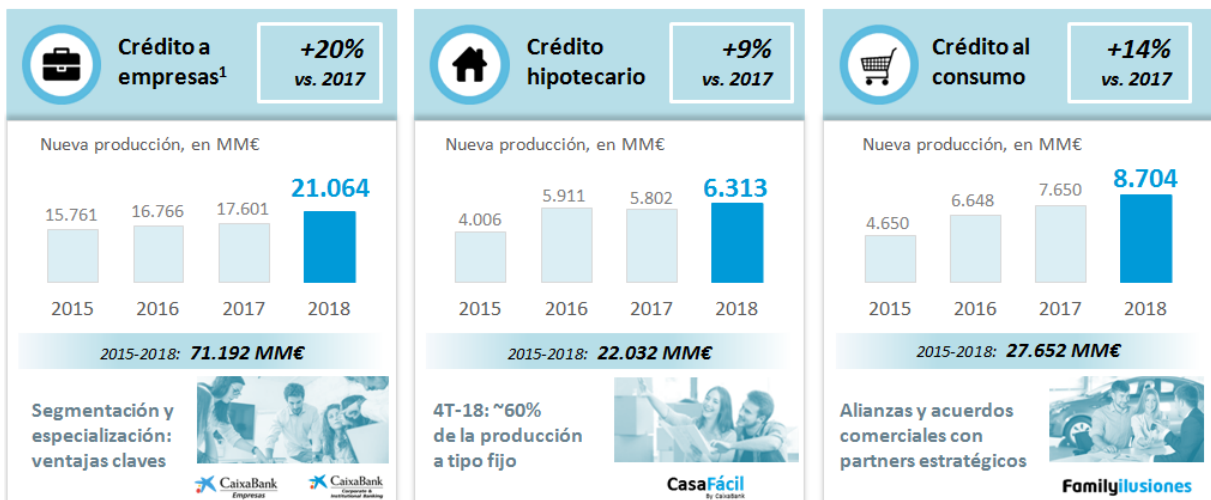 Crédito a
empresas¹
+20%
vs. 2017
Nueva producción, en MM€
15.761
16.766
17.601
21.064
2015
2016
2017
2018
2015-2018: 71.192 MM€
Segmentación y
especialización:
ventajas claves
CaixaBank
Empresas
CaixaBank
Corporate &
Institutional Banking
Crédito
hipotecario
+9%
vs. 2017
Nueva producción, en MM€
4.006
5.911
5.802
6.313
2015
2016
2017
2018
2015-2018: 22.032 MM€
4T-18: ~60%
de la producción
a tipo fijo
CasaFácil
By CaixaBank
Crédito al
consumo
+14%
vs. 2017
Nueva producción, en MM€
4.650
6.648
7.650
8.704
2015
2016
2017
2018
2015-2018: 27.652 MM€
Alianzas y acuerdos
comerciales con
partners estratégicos
Familyilusiones